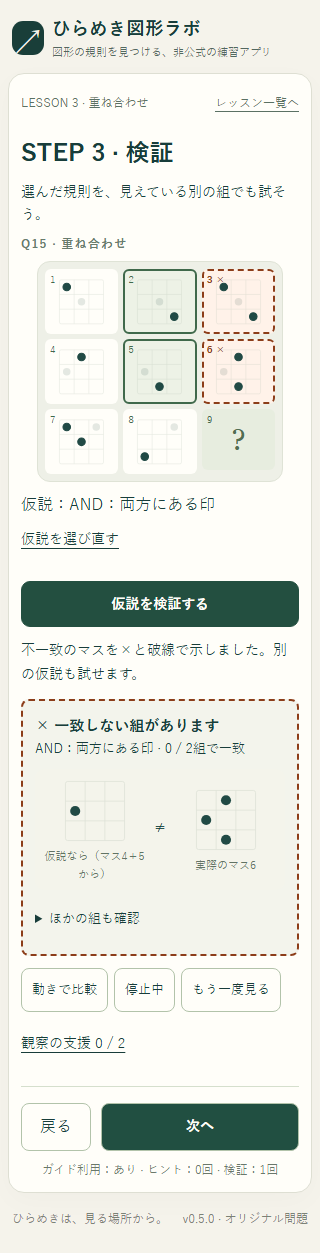 ひらめき図形ラボ
図形の規則を見つける、非公式の練習アプリ
LESSON 3 · 重ね合わせ
レッスン一覧へ
STEP 3 · 検証
選んだ規則を、見えている別の組でも試そ
う。
Q15 · 重ね合わせ
1
2
3 ×
4
5
6 ×
7
8
9
?
仮説：AND：両方にある印
仮説を選び直す
仮説を検証する
不一致のマスを×と破線で示しました。別
の仮説も試せます。
× 一致しない組があります
AND：両方にある印 · 0 / 2組で一致
≠
仮説なら（マス4+5
から）
実際のマス6
▶ ほかの組も確認
動きで比較
停止中
もう一度見る
観察の支援 0 / 2
戻る
次へ
ガイド利用：あり · ヒント：0回 · 検証：1回
ひらめきは、見る場所から。
v0.5.0 · オリジナル問題